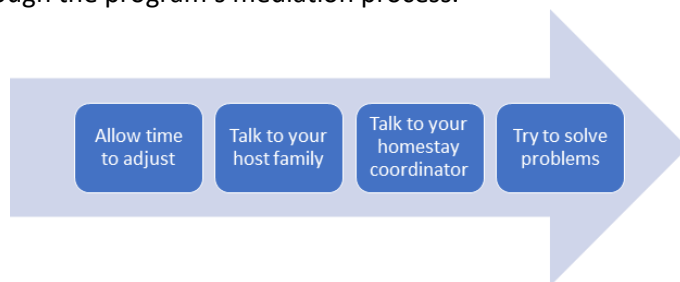 ough the program's mediation process.
Allow time
to adjust
Talk to your
host family
Talk to your
homestay
coordinator
Try to solve
problems